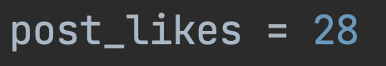 post_likes = 28